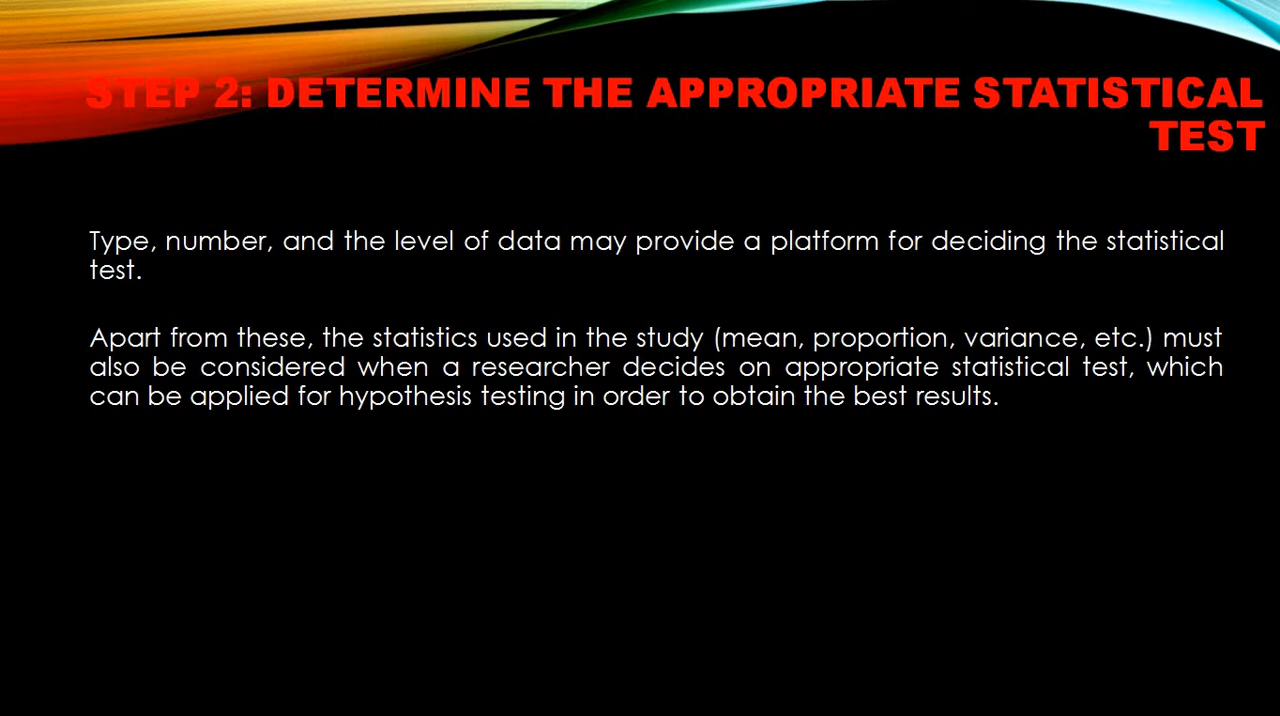 STEP 2: DETERMINE THE APPROPRIATE STATISTICAL
TEST
Type, number, and the level of data may provide a platform for deciding the statistical
test.
Apart from these, the statistics used in the study (mean, proportion, variance, etc.) must
also be considered when a researcher decides on appropriate statistical test, which
can be applied for hypothesis testing in order to obtain the best results.